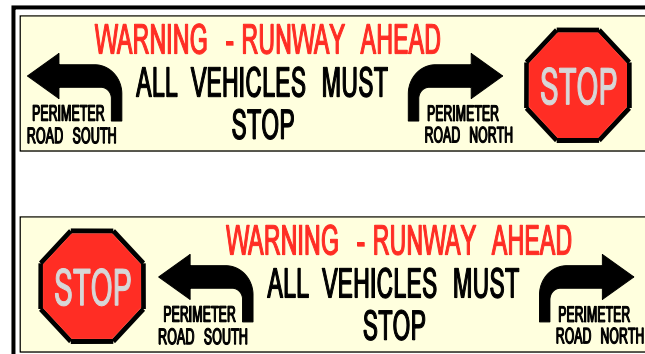 WARNING - RUNWAY AHEAD
ALL VEHICLES MUST
STOP
PERIMETER
ROAD SOUTH
PERIMETER
ROAD NORTH
STOP
STOP
WARNING - RUNWAY AHEAD
ALL VEHICLES MUST
STOP
PERIMETER
ROAD SOUTH
PERIMETER
ROAD NORTH